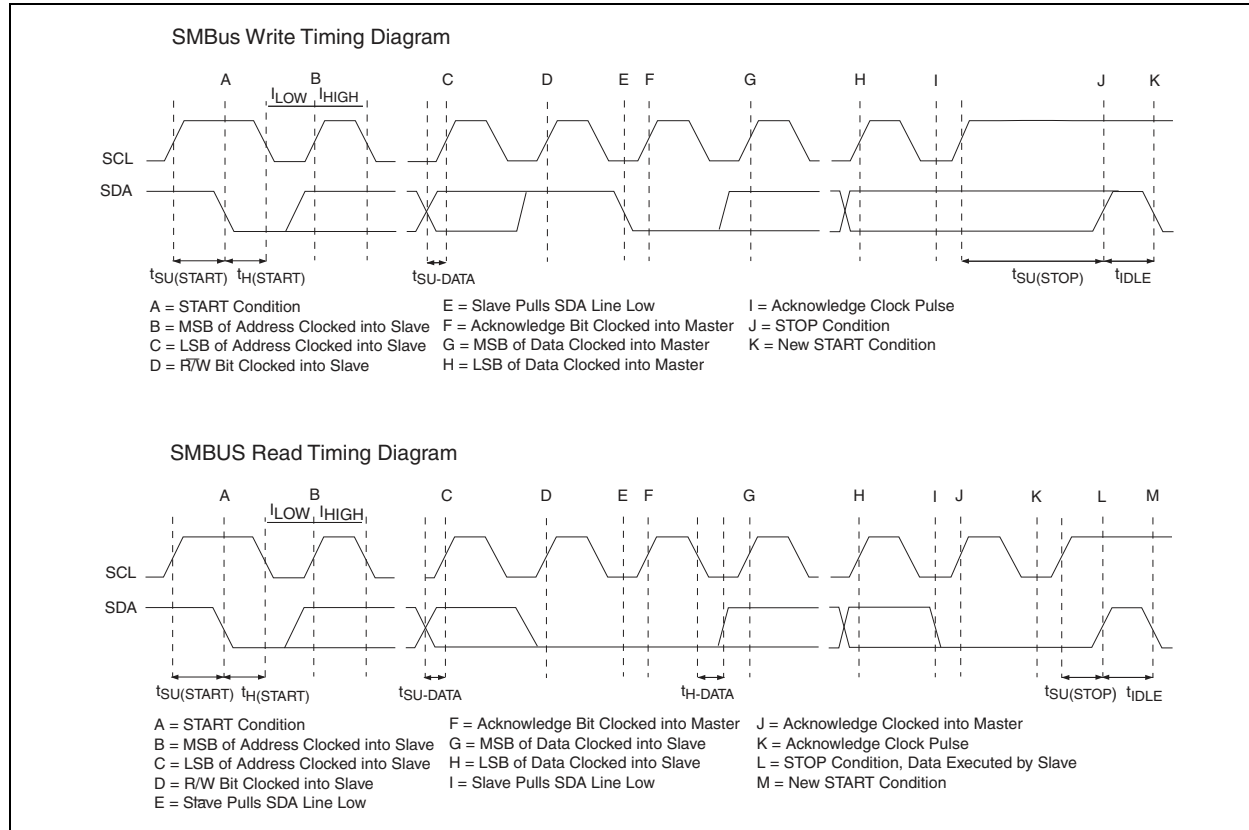 SMBus Write Timing Diagram
A B C D E F G H I J K
ILOW IHIGH
SCL
SDA
tSU(START) tH(START) tSU-DATA tSU(STOP) tIDLE
A = START Condition
B = MSB of Address Clocked into Slave
C = LSB of Address Clocked into Slave
D = R/W Bit Clocked into Slave
E = Slave Pulls SDA Line Low
F = Acknowledge Bit Clocked into Master
G = MSB of Data Clocked into Master
H = LSB of Data Clocked into Master
I = Acknowledge Clock Pulse
J = STOP Condition
K = New START Condition
SMBUS Read Timing Diagram
A B C D E F G H I J K L M
ILOW IHIGH
SCL
SDA
tSU(START) tH(START) tSU-DATA tH-DATA tSU(STOP) tIDLE
A = START Condition
B = MSB of Address Clocked into Slave
C = LSB of Address Clocked into Slave
D = R/W Bit Clocked into Slave
E = Slave Pulls SDA Line Low
F = Acknowledge Bit Clocked into Master
G = MSB of Data Clocked into Slave
H = LSB of Data Clocked into Slave
I = Slave Pulls SDA Line Low
J = Acknowledge Clocked into Master
K = Acknowledge Clock Pulse
L = STOP Condition, Data Executed by Slave
M = New START Condition